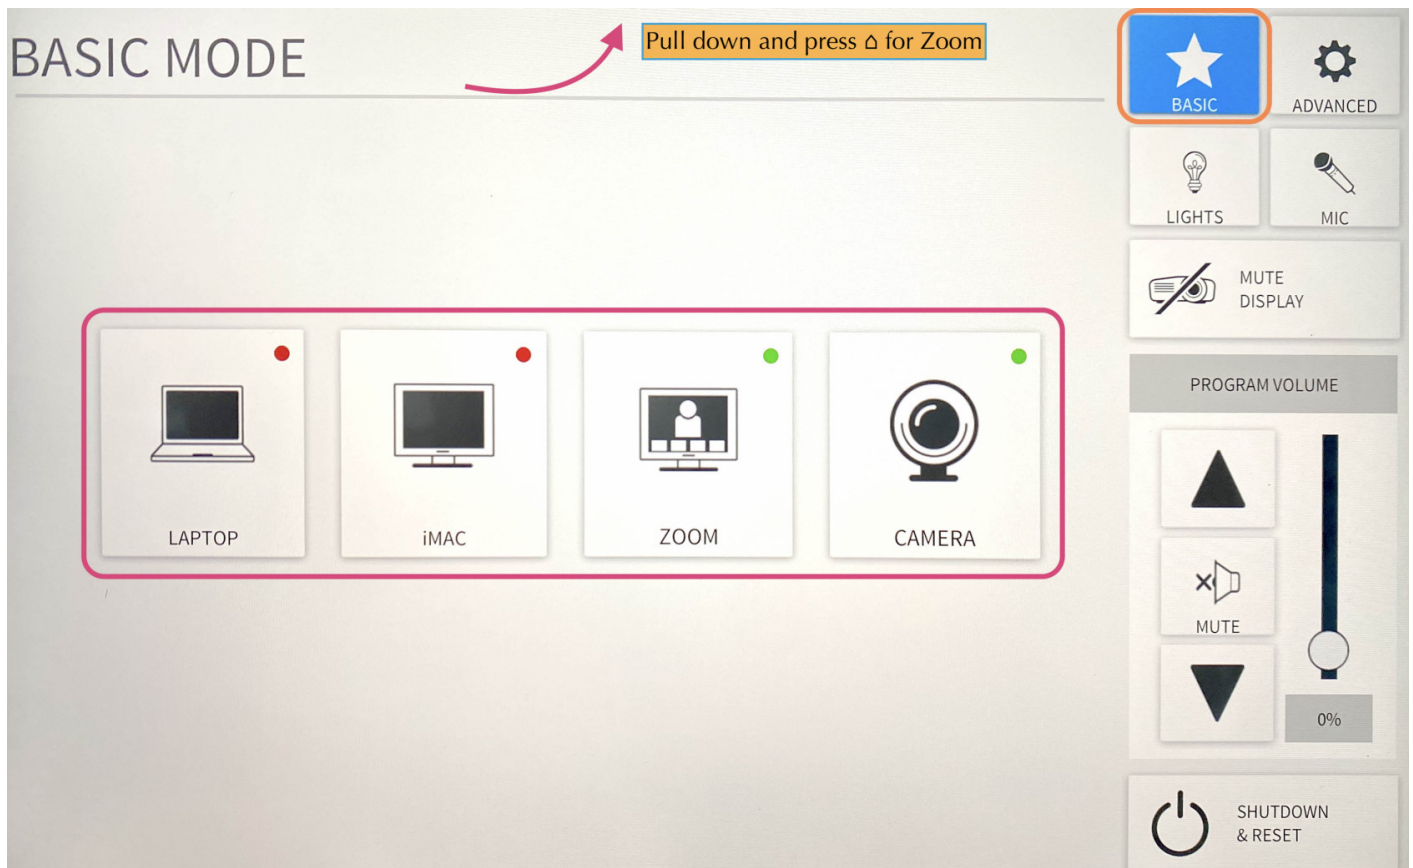 BASIC MODE
Pull down and press ⌂ for Zoom
BASIC
ADVANCED
LIGHTS
MIC
MUTE
DISPLAY
LAPTOP
iMAC
ZOOM
CAMERA
PROGRAM VOLUME
MUTE
0%
SHUTDOWN
& RESET